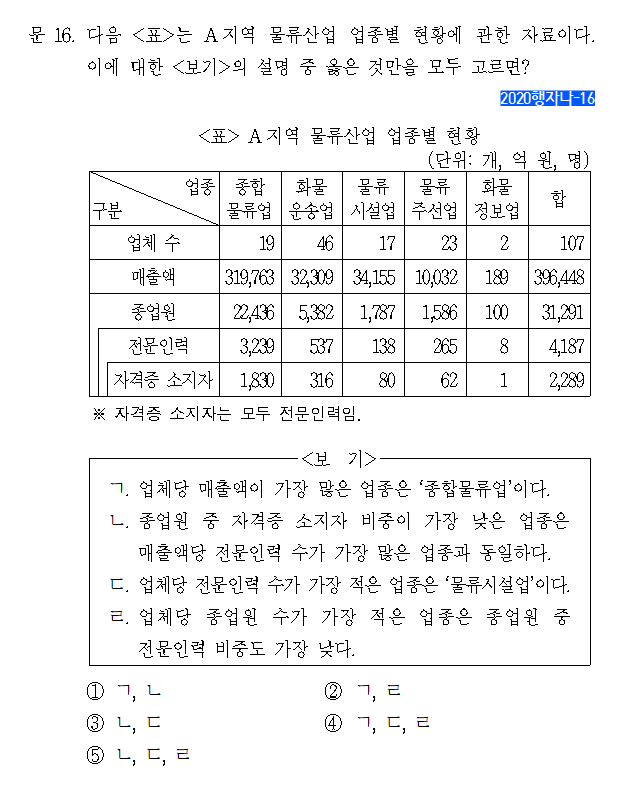 문 16. 다음 <표>는 A지역 물류산업 업종별 현황에 관한 자료이다.
이에 대한 <보기>의 설명 중 옳은 것만을 모두 고르면?
2020행자나-16
<표> A지역 물류산업 업종별 현황
(단위: 개, 억 원, 명)
업종 구분 종합물류업 화물운송업 물류시설업 물류주선업 화물정보업 합
업체 수 19 46 17 23 2 107
매출액 319,763 32,309 34,155 10,032 189 396,448
종업원 22,436 5,382 1,787 1,586 100 31,291
전문인력 3,239 537 138 265 8 4,187
자격증 소지자 1,830 316 80 62 1 2,289
※ 자격증 소지자는 모두 전문인력임.
<보 기>
ㄱ. 업체당 매출액이 가장 많은 업종은 ‘종합물류업’이다.
ㄴ. 종업원 중 자격증 소지자 비중이 가장 낮은 업종은
매출액당 전문인력 수가 가장 많은 업종과 동일하다.
ㄷ. 업체당 전문인력 수가 가장 적은 업종은 ‘물류시설업’이다.
ㄹ. 업체당 종업원 수가 가장 적은 업종은 종업원 중
전문인력 비중도 가장 낮다.
① ㄱ, ㄴ ② ㄱ, ㄹ
③ ㄴ, ㄷ ④ ㄱ, ㄷ, ㄹ
⑤ ㄴ, ㄷ, ㄹ